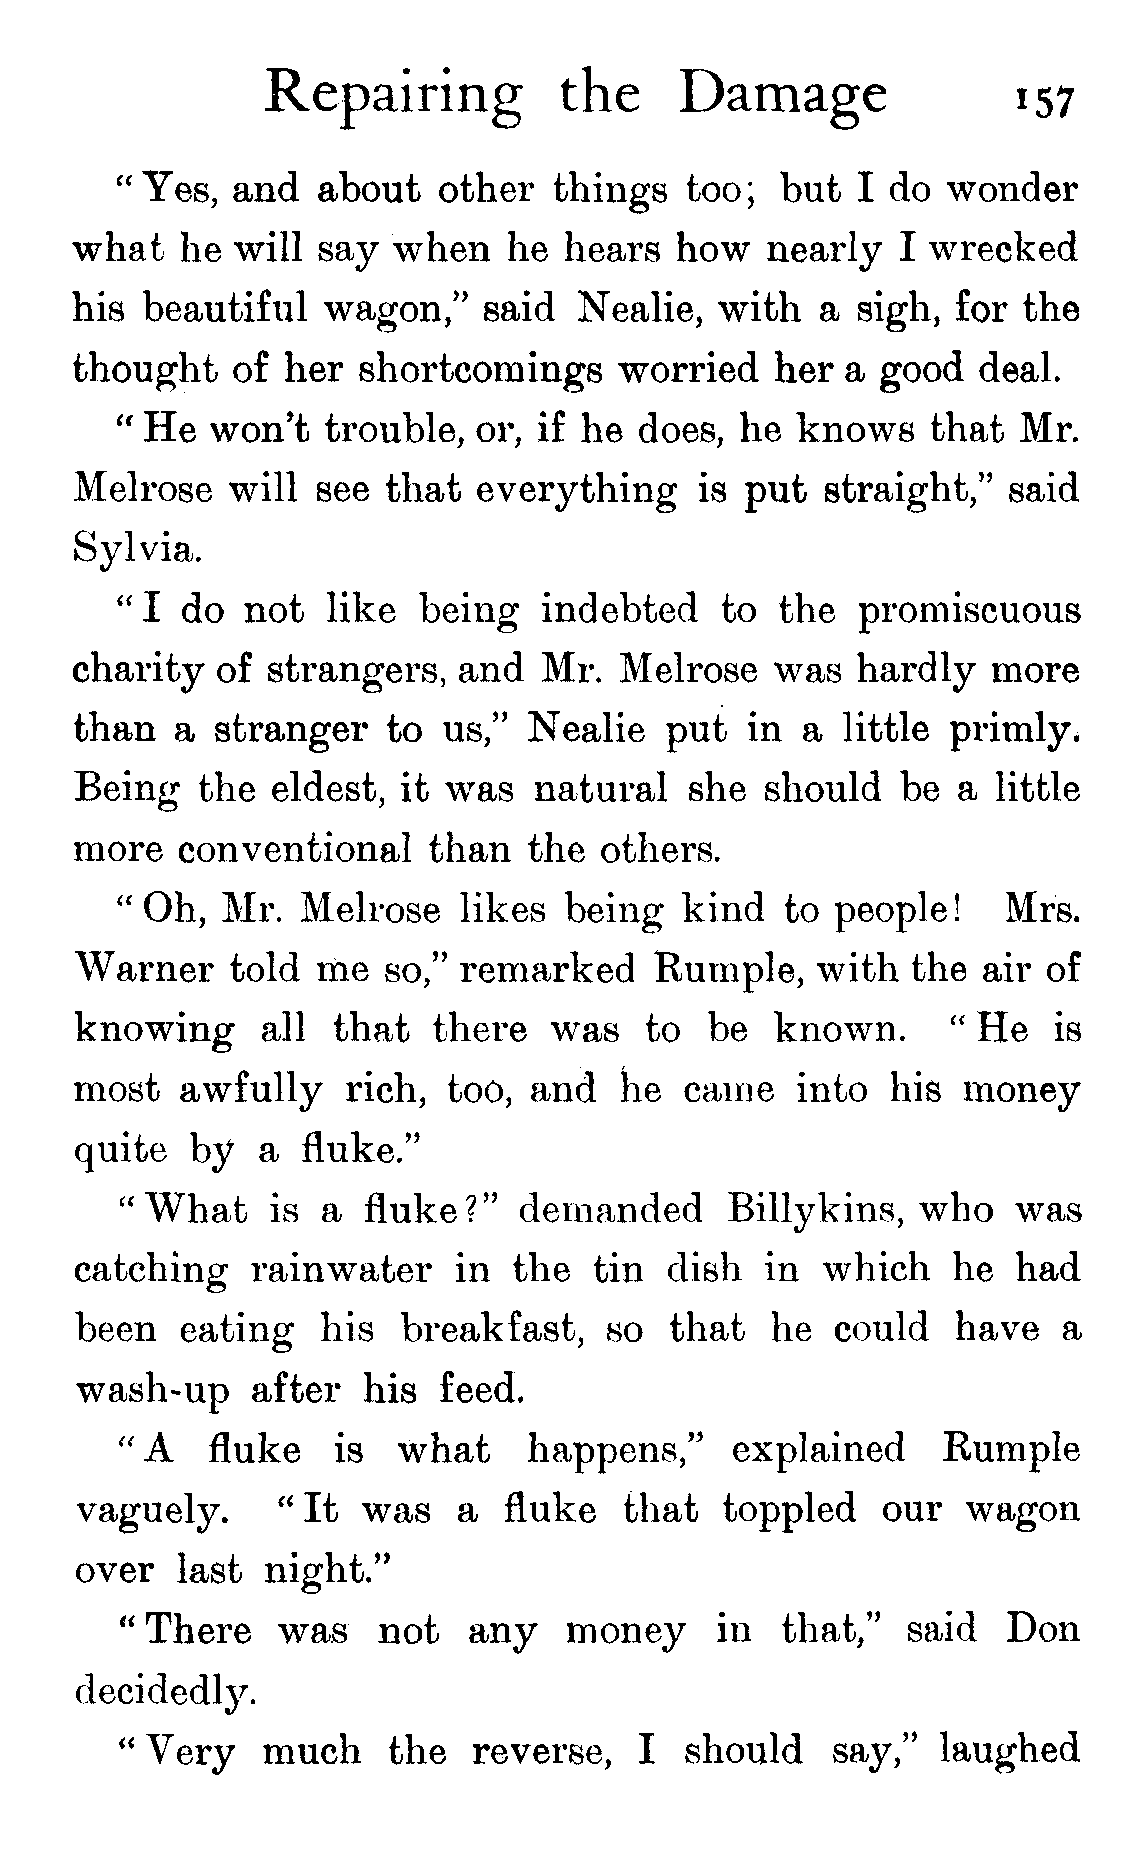 Repairing the Damage 157
“Yes, and about other things too; but I do wonder
what he will say when he hears how nearly I wrecked
his beautiful wagon,” said Nealie, with a sigh, for the
thought of her shortcomings worried her a good deal.
“He won’t trouble, or, if he does, he knows that Mr.
Melrose will see that everything is put straight,” said
Sylvia.
“I do not like being indebted to the promiscuous
charity of strangers, and Mr. Melrose was hardly more
than a stranger to us,” Nealie put in a little primly.
Being the eldest, it was natural she should be a little
more conventional than the others.
“Oh, Mr. Melrose likes being kind to people! Mrs.
Warner told me so,” remarked Rumple, with the air of
knowing all that there was to be known. “He is
most awfully rich, too, and he came into his money
quite by a fluke.”
“What is a fluke?” demanded Billykins, who was
catching rainwater in the tin dish in which he had
been eating his breakfast, so that he could have a
wash-up after his feed.
“A fluke is what happens,” explained Rumple
vaguely. “It was a fluke that toppled our wagon
over last night.”
“There was not any money in that,” said Don
decidedly.
“Very much the reverse, I should say,” laughed